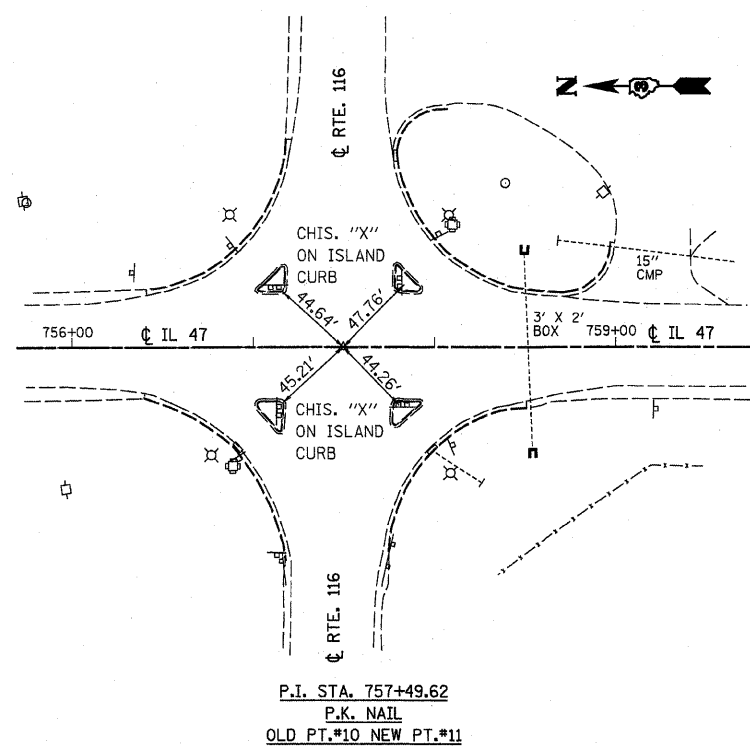 ℄ RTE. 116
N
CHIS. "X"
ON ISLAND
CURB
44.64'
47.76'
15"
CMP
3' X 2'
BOX
756+00
℄ IL 47
759+00
℄ IL 47
45.21'
44.26'
CHIS. "X"
ON ISLAND
CURB
℄ RTE. 116
P.I. STA. 757+49.62
P.K. NAIL
OLD PT.#10 NEW PT.#11